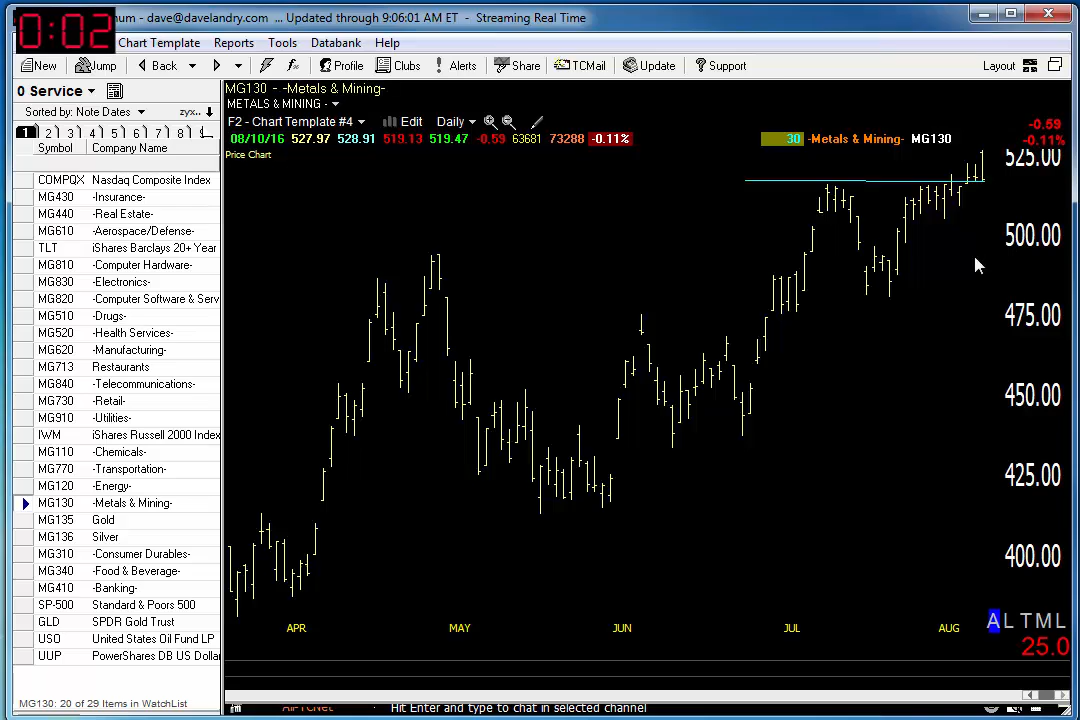 0:02
num - dave@davelandry.com ... Updated through 9:06:01 AM ET - Streaming Real Time
Chart Template Reports Tools Databank Help
New Jump Back Profile Clubs Alerts Share TCMail Update Support Layout
0 Service
Sorted by: Note Dates zyx..
1 2 3 4 5 6 7 8
Symbol Company Name
COMPQX Nasdaq Composite Index
MG430 -Insurance-
MG440 -Real Estate-
MG610 -Aerospace/Defense-
TLT iShares Barclays 20+ Year
MG810 -Computer Hardware-
MG830 -Electronics-
MG820 -Computer Software & Serv
MG510 -Drugs-
MG520 -Health Services-
MG620 -Manufacturing-
MG713 Restaurants
MG840 -Telecommunications-
MG730 -Retail-
MG910 -Utilities-
IWM iShares Russell 2000 Index
MG110 -Chemicals-
MG770 -Transportation-
MG120 -Energy-
MG130 -Metals & Mining-
MG135 Gold
MG136 Silver
MG310 -Consumer Durables-
MG340 -Food & Beverage-
MG410 -Banking-
SP-500 Standard & Poors 500
GLD SPDR Gold Trust
USO United States Oil Fund LP
UUP PowerShares DB US Dollar
MG130: 20 of 29 Items in WatchList
MG130 - -Metals & Mining-
METALS & MINING -
F2 - Chart Template #4 Edit Daily
08/10/16 527.97 528.91 519.13 519.47 -0.59 63681 73288 -0.11%
30 -Metals & Mining- MG130
-0.59
-0.11%
Price Chart
525.00
500.00
475.00
450.00
425.00
400.00
APR MAY JUN JUL AUG
A L T M L
25.0
Hit Enter and type to chat in selected channel